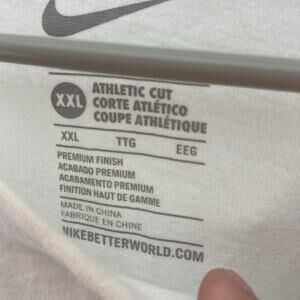 XXL ATHLETIC CUT
CORTE ATLÉTICO
COUPE ATHLÉTIQUE
XXL TTG EEG
PREMIUM FINISH
ACABADO PREMIUM
ACABAMENTO PREMIUM
FINITION HAUT DE GAMME
MADE IN CHINA
FABRIQUÉ EN CHINE
NIKEBETTERWORLD.COM